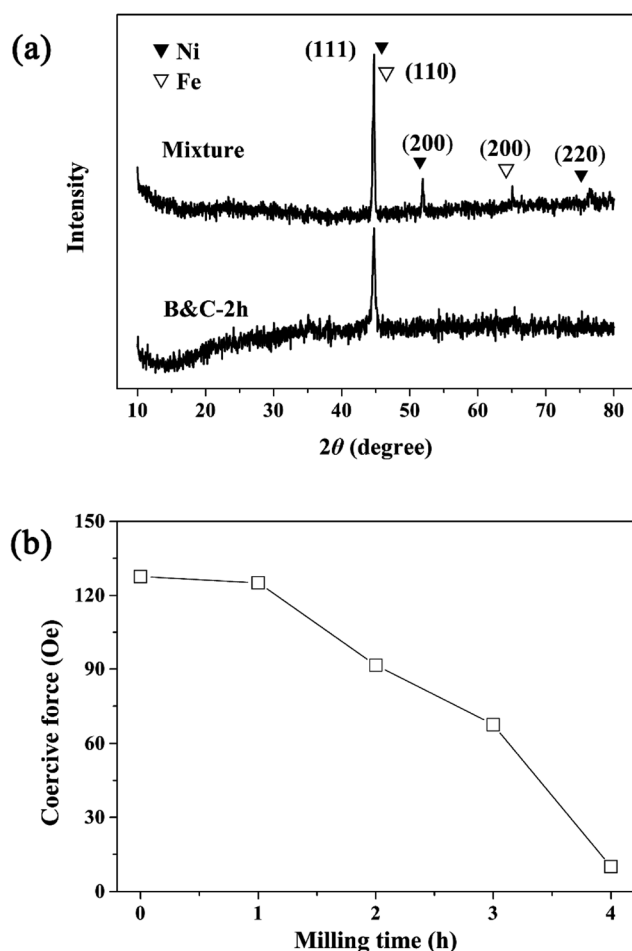 (a)
▼ Ni
▽ Fe
(111) ▼
▽ (110)
Mixture
(200)
▼
(200)
▽
(220)
▼
B&C-2h
Intensity
10 20 30 40 50 60 70 80
2θ (degree)
(b)
150
120
90
60
30
0
Coercive force (Oe)
0 1 2 3 4
Milling time (h)